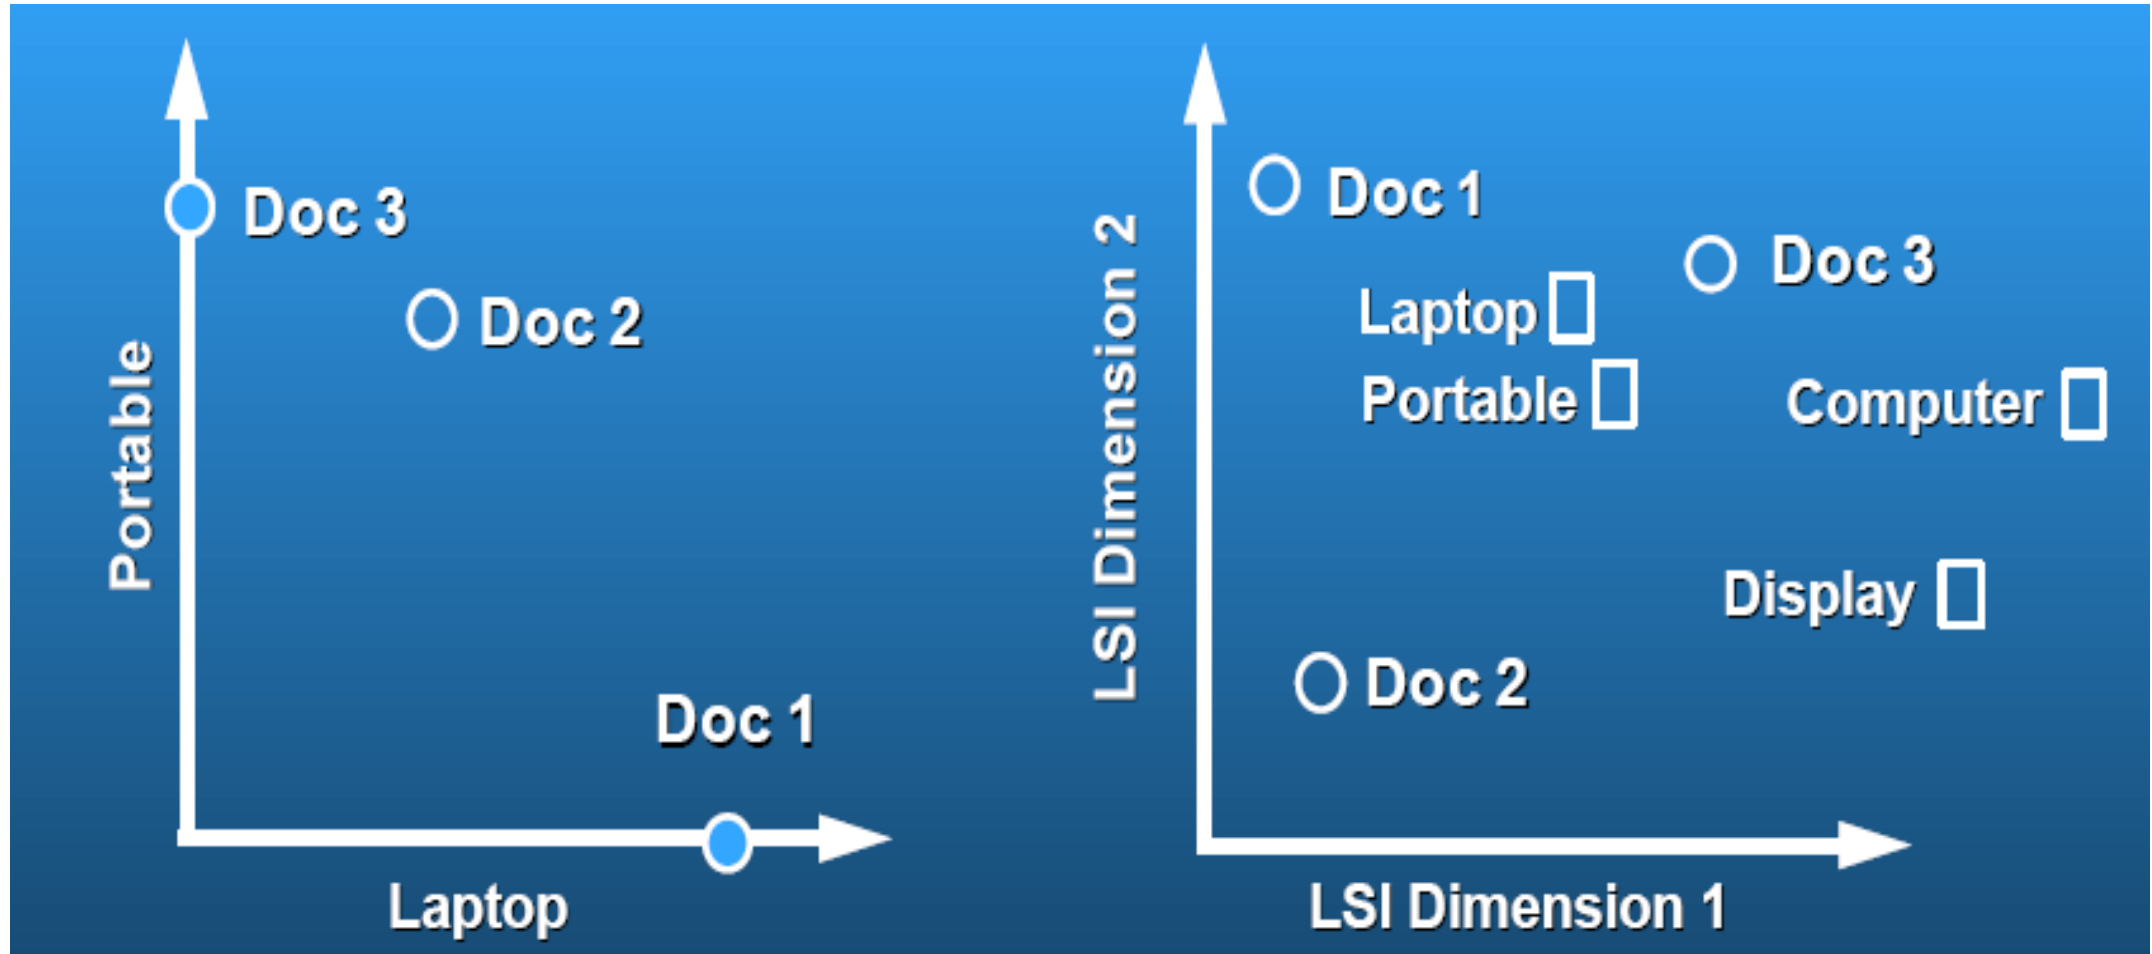 Portable
Doc 3
Doc 2
Doc 1
Laptop
LSI Dimension 2
Doc 1
Doc 3
Laptop
Portable
Computer
Display
Doc 2
LSI Dimension 1